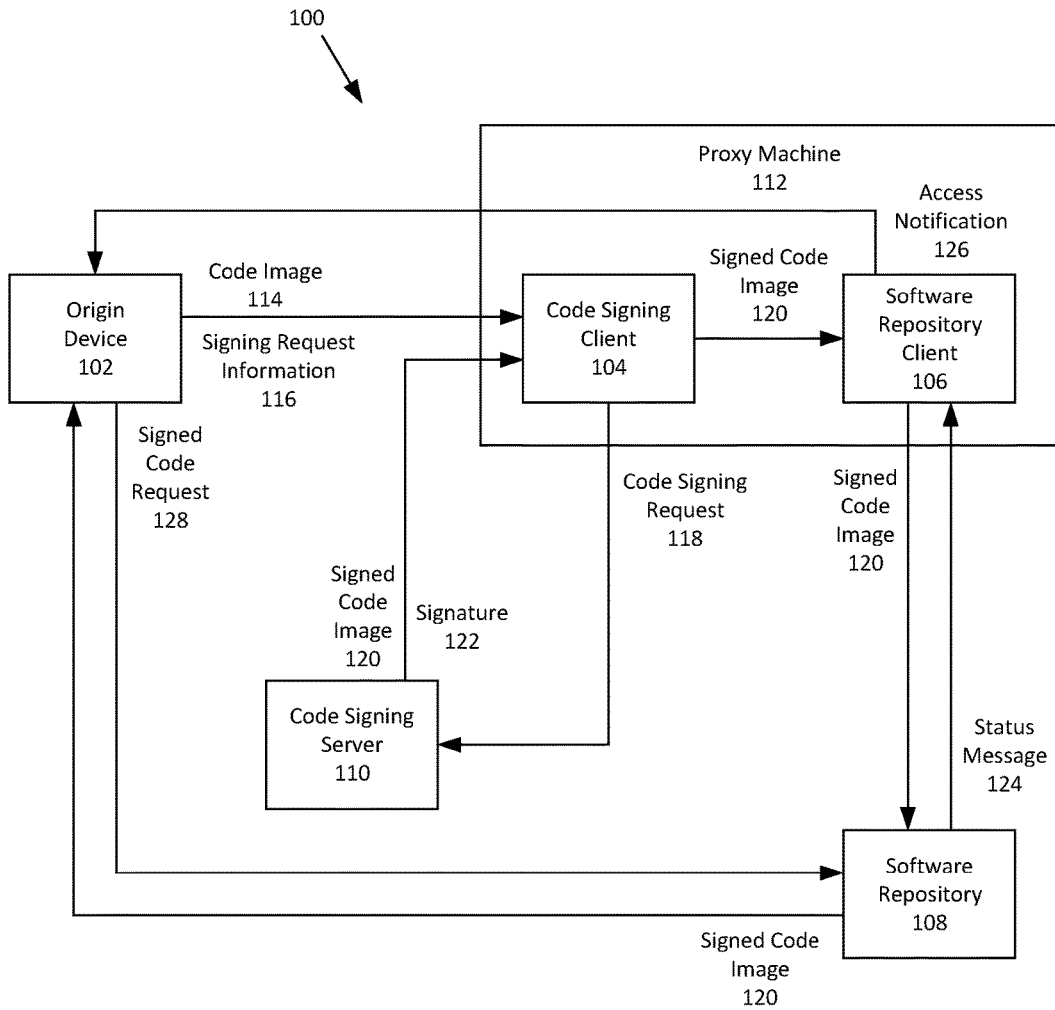 100
Proxy Machine
112
Access
Notification
126
Code Image
114
Signing Request
Information
116
Signed Code
Image
120
Origin
Device
102
Code Signing
Client
104
Software
Repository
Client
106
Signed
Code
Request
128
Code Signing
Request
118
Signed
Code
Image
120
Signed
Code
Image
120
Signature
122
Code Signing
Server
110
Status
Message
124
Software
Repository
108
Signed Code
Image
120